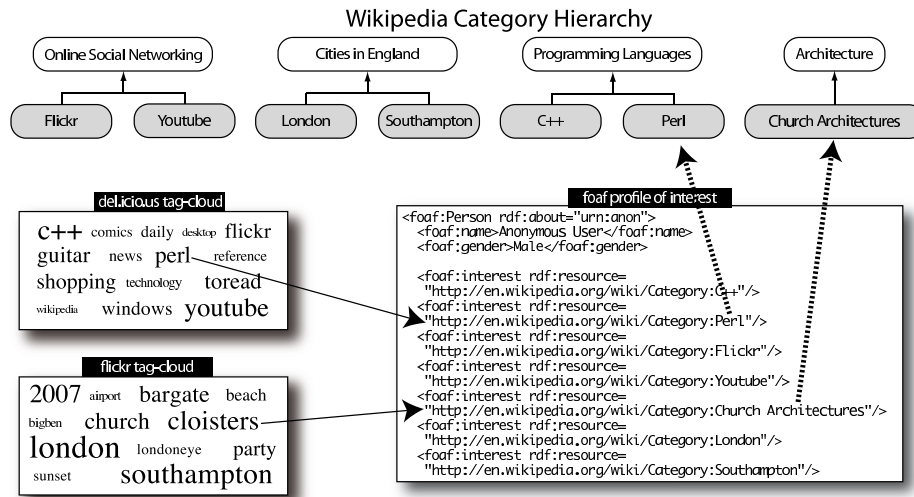 Wikipedia Category Hierarchy
Online Social Networking
Cities in England
Programming Languages
Architecture
Flickr
Youtube
London
Southampton
C++
Perl
Church Architectures
del.icio.us tag-cloud
c++ comics daily desktop flickr
guitar news perl reference
shopping technology toread
wikipedia windows youtube
flickr tag-cloud
2007 airport bargate beach
bigben church cloisters
london londoneye party
sunset southampton
foaf profile of interest
<foaf:Person rdf:about="urn:anon">
<foaf:name>Anonymous User</foaf:name>
<foaf:gender>Male</foaf:gender>
<foaf:interest rdf:resource=
"http://en.wikipedia.org/wiki/Category:C++"/>
<foaf:interest rdf:resource=
"http://en.wikipedia.org/wiki/Category:Perl"/>
<foaf:interest rdf:resource=
"http://en.wikipedia.org/wiki/Category:Flickr"/>
<foaf:interest rdf:resource=
"http://en.wikipedia.org/wiki/Category:Youtube"/>
<foaf:interest rdf:resource=
"http://en.wikipedia.org/wiki/Category:Church Architectures"/>
<foaf:interest rdf:resource=
"http://en.wikipedia.org/wiki/Category:London"/>
<foaf:interest rdf:resource=
"http://en.wikipedia.org/wiki/Category:Southampton"/>